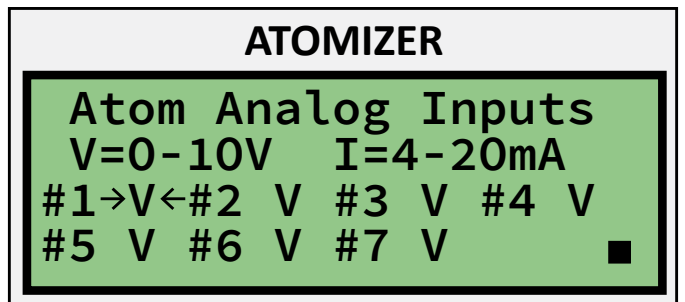 ATOMIZER
Atom Analog Inputs
V=0-10V  I=4-20mA
#1→V←#2 V #3 V #4 V
#5 V #6 V #7 V ■